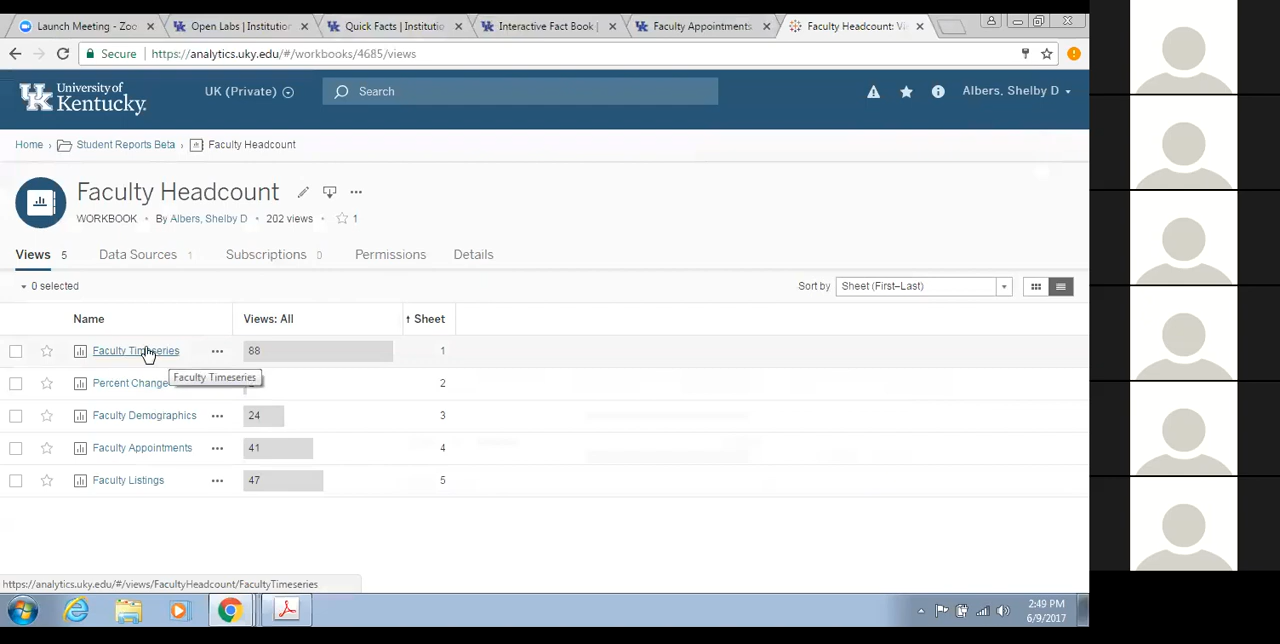 Launch Meeting - Zoo
Open Labs | Institution
Quick Facts | Institutio
Interactive Fact Book |
Faculty Appointments
Faculty Headcount: Vi
Secure https://analytics.uky.edu/#/workbooks/4685/views
University of Kentucky.
UK (Private)
Search
Albers, Shelby D
Home › Student Reports Beta › Faculty Headcount
Faculty Headcount
WORKBOOK • By Albers, Shelby D • 202 views • 1
Views 5 Data Sources 1 Subscriptions 0 Permissions Details
0 selected
Sort by Sheet (First–Last)
Name Views: All ↑ Sheet
Faculty Timeseries ••• 88 1
Faculty Timeseries
Percent Change 2
Faculty Demographics ••• 24 3
Faculty Appointments ••• 41 4
Faculty Listings ••• 47 5
https://analytics.uky.edu/#/views/FacultyHeadcount/FacultyTimeseries
2:49 PM
6/9/2017